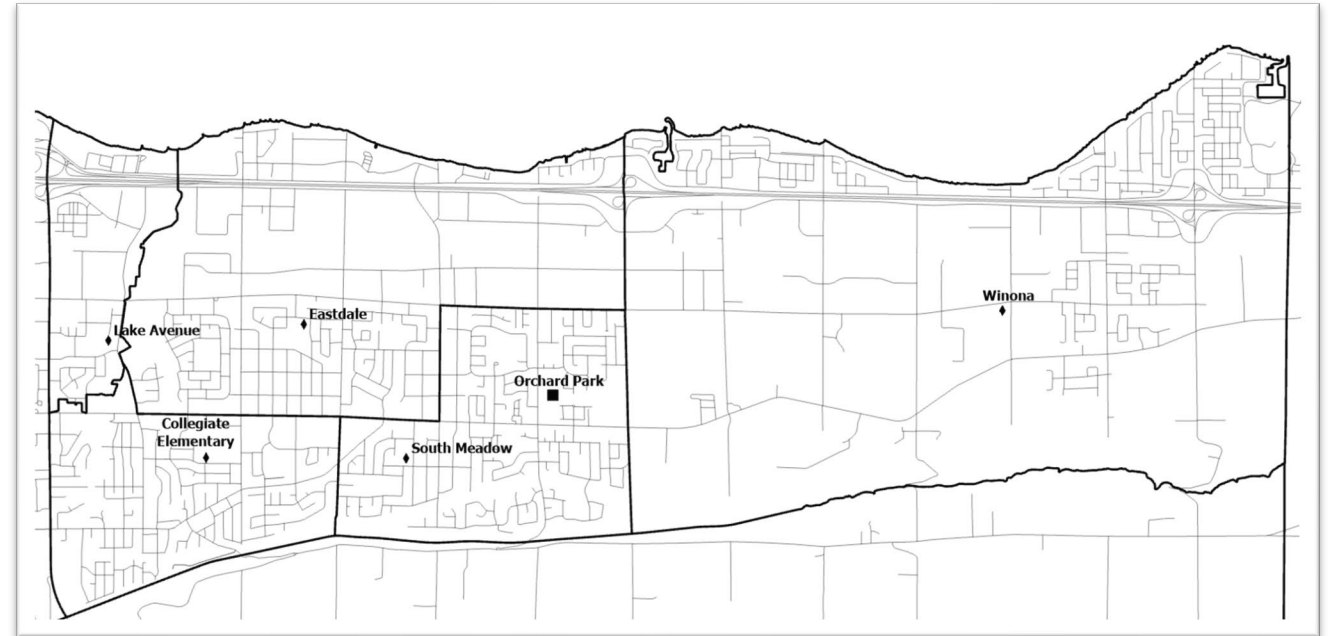 Winona
Eastdale
Lake Avenue
Orchard Park
Collegiate
Elementary
South Meadow